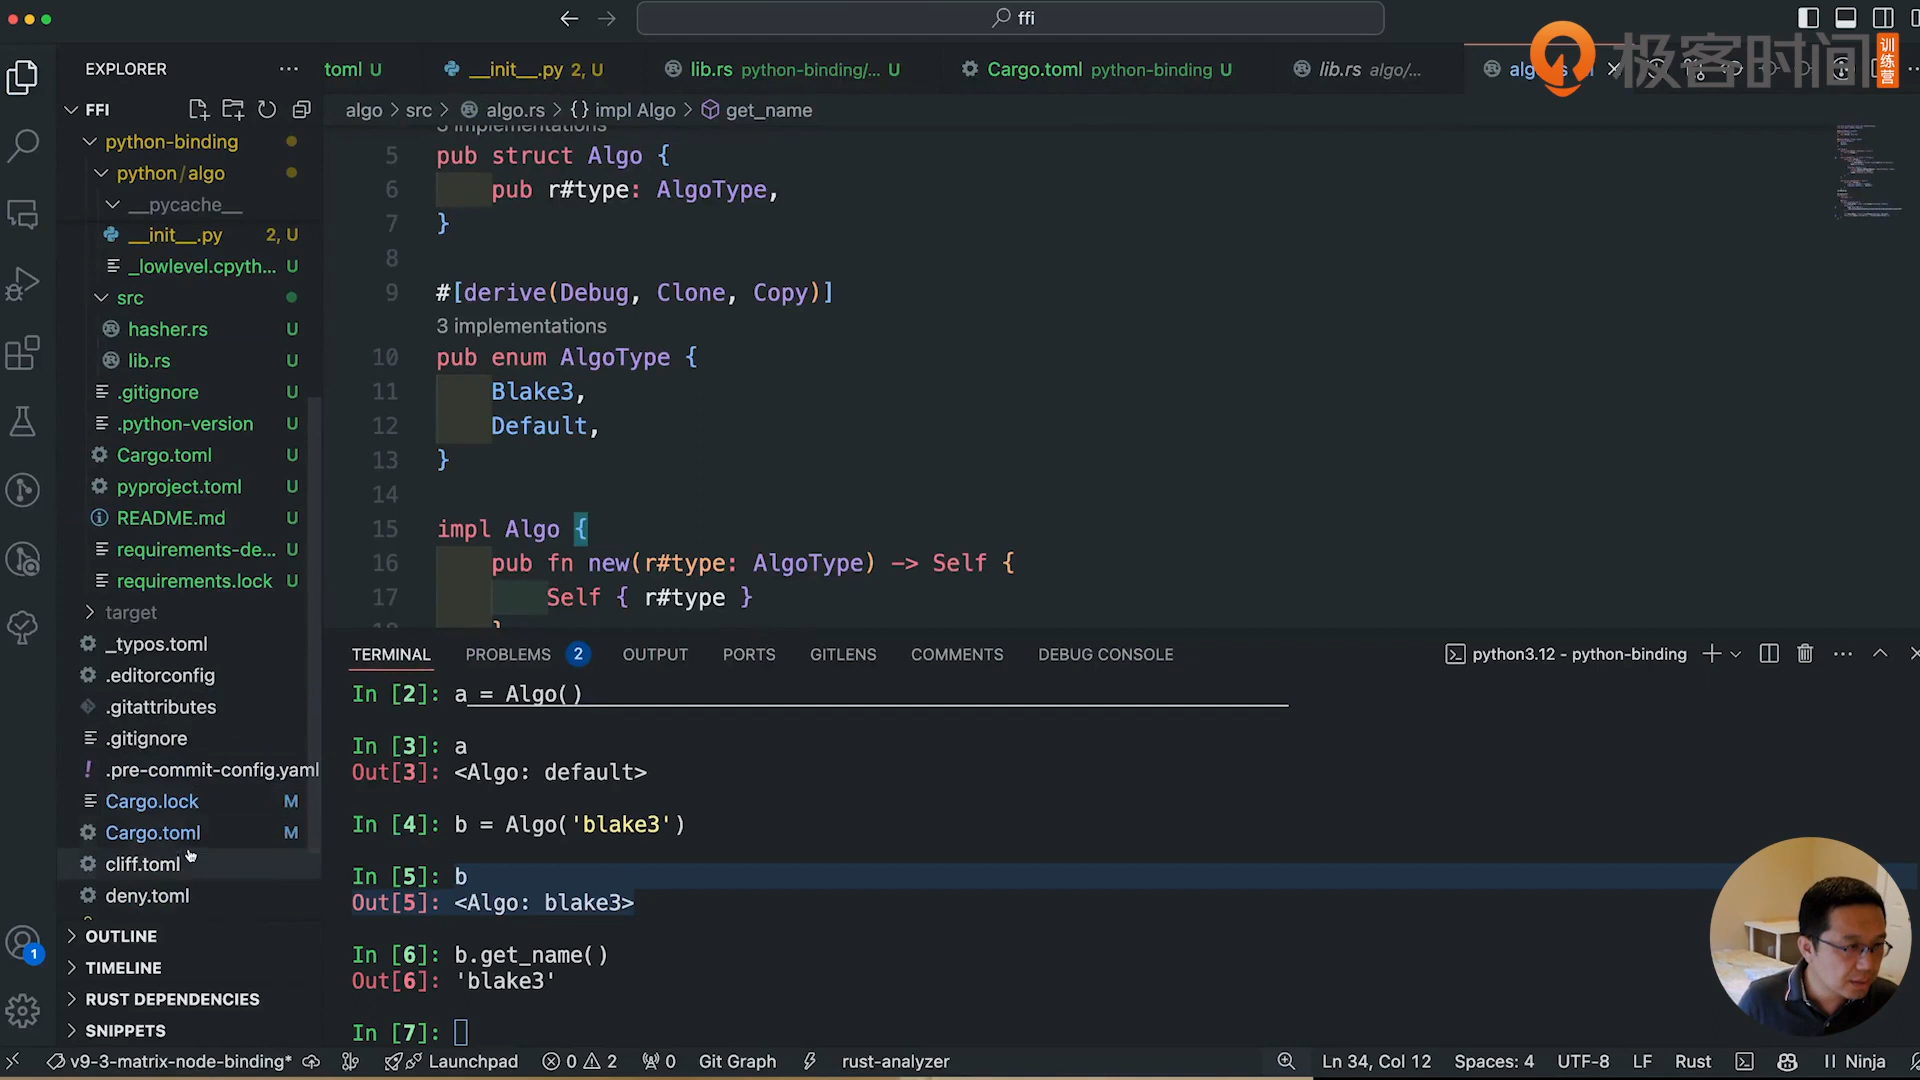 ffi
极客时间 训练营
EXPLORER
toml U
__init__.py 2, U
lib.rs python-binding/... U
Cargo.toml python-binding U
lib.rs algo/...
FFI
algo > src > algo.rs > {} impl Algo > get_name
python-binding
python/algo
__pycache__
__init__.py 2, U
_lowlevel.cpyth... U
src
hasher.rs U
lib.rs U
.gitignore U
.python-version U
Cargo.toml U
pyproject.toml U
README.md U
requirements-de... U
requirements.lock U
target
_typos.toml
.editorconfig
.gitattributes
.gitignore
! .pre-commit-config.yaml
Cargo.lock M
Cargo.toml M
cliff.toml
deny.toml
OUTLINE
TIMELINE
RUST DEPENDENCIES
SNIPPETS
3 implementations
5 pub struct Algo {
6 pub r#type: AlgoType,
7 }
8
9 #[derive(Debug, Clone, Copy)]
3 implementations
10 pub enum AlgoType {
11 Blake3,
12 Default,
13 }
14
15 impl Algo {
16 pub fn new(r#type: AlgoType) -> Self {
17 Self { r#type }
TERMINAL PROBLEMS 2 OUTPUT PORTS GITLENS COMMENTS DEBUG CONSOLE
python3.12 - python-binding
In [2]: a = Algo()
In [3]: a
Out[3]: <Algo: default>
In [4]: b = Algo('blake3')
In [5]: b
Out[5]: <Algo: blake3>
In [6]: b.get_name()
Out[6]: 'blake3'
In [7]:
1
v9-3-matrix-node-binding* Launchpad 0 2 0 Git Graph rust-analyzer Ln 34, Col 12 Spaces: 4 UTF-8 LF Rust Ninja